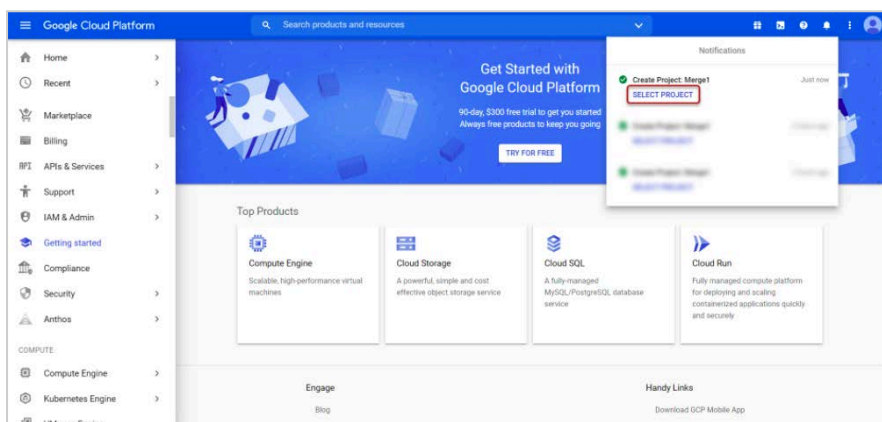 Google Cloud Platform
Search products and resources
Home
Recent
Marketplace
Billing
API APIs & Services
Support
IAM & Admin
Getting started
Compliance
Security
Anthos
COMPUTE
Compute Engine
Kubernetes Engine
Get Started with
Google Cloud Platform
90-day, $300 free trial to get you started
Always free products to keep you going
TRY FOR FREE
Notifications
Create Project: Merge1
Just now
SELECT PROJECT
Top Products
Compute Engine
Scalable, high-performance virtual
machines
Cloud Storage
A powerful, simple and cost
effective object storage service
Cloud SQL
A fully-managed
MySQL/PostgreSQL database
service
Cloud Run
Fully managed compute platform
for deploying and scaling
containerized applications quickly
and securely
Engage
Blog
Handy Links
Download GCP Mobile App